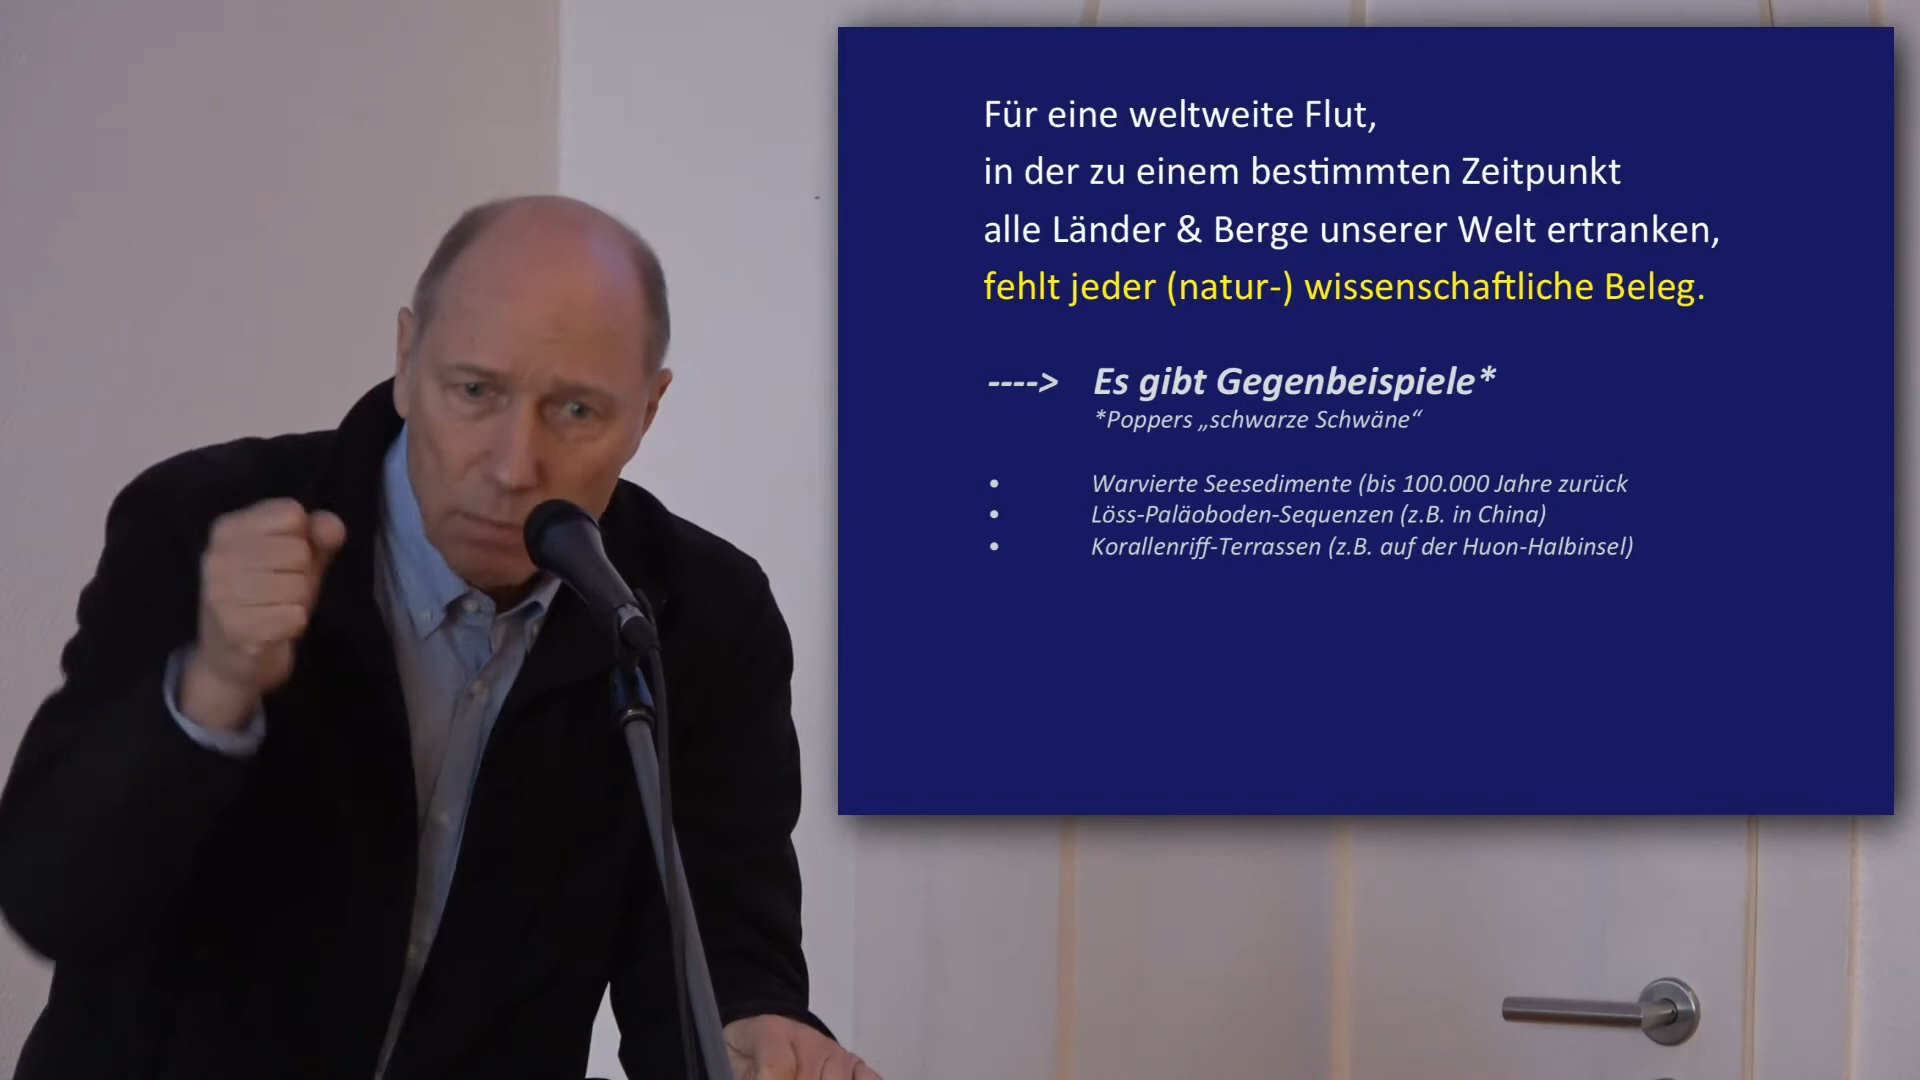 Für eine weltweite Flut,
in der zu einem bestimmten Zeitpunkt
alle Länder & Berge unserer Welt ertranken,
fehlt jeder (natur-) wissenschaftliche Beleg.
----> Es gibt Gegenbeispiele*
*Poppers „schwarze Schwäne“
• Warvierte Seesedimente (bis 100.000 Jahre zurück
• Löss-Paläoboden-Sequenzen (z.B. in China)
• Korallenriff-Terrassen (z.B. auf der Huon-Halbinsel)